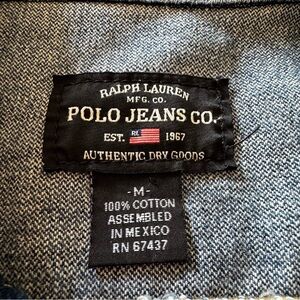 RALPH LAUREN
MFG. CO.
POLO JEANS CO.
EST. RL 1967
AUTHENTIC DRY GOODS
-M-
100% COTTON
ASSEMBLED
IN MEXICO
RN 67437